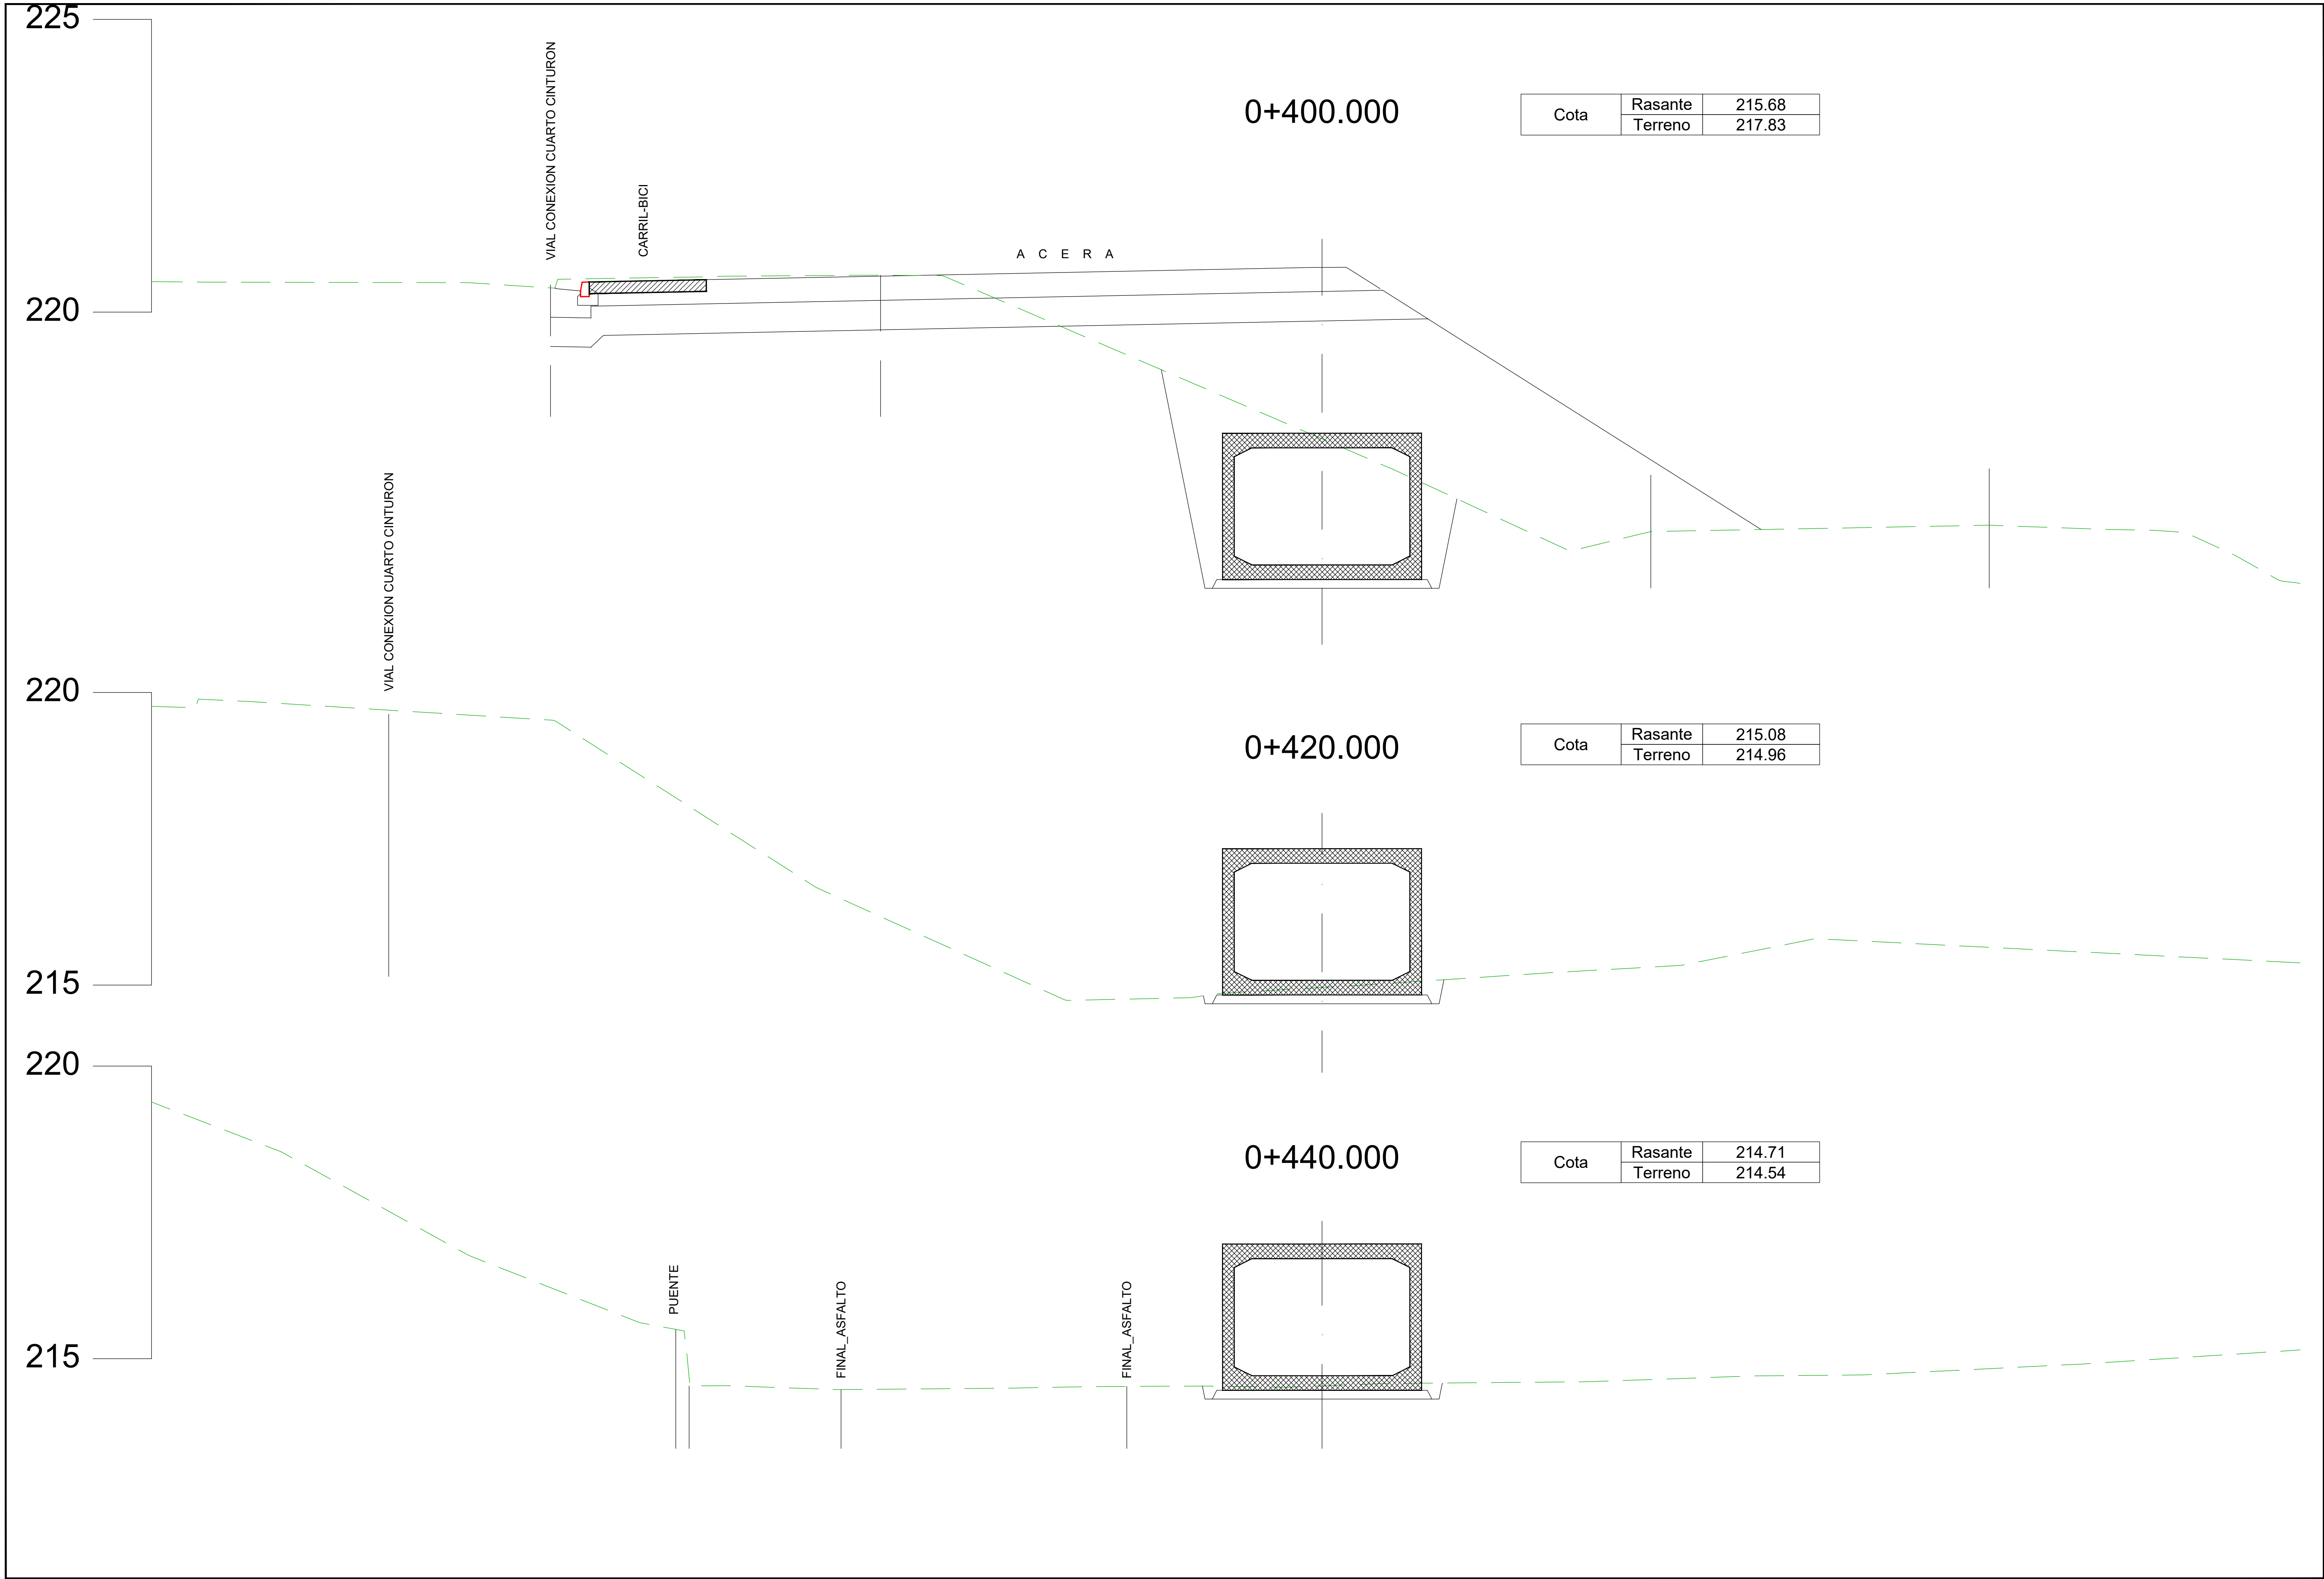 225
VIAL CONEXION CUARTO CINTURON
0+400.000
Cota
Rasante 215.68
Terreno 217.83
CARRIL-BICI
A C E R A
220
VIAL CONEXION CUARTO CINTURON
220
0+420.000
Cota
Rasante 215.08
Terreno 214.96
215
220
0+440.000
Cota
Rasante 214.71
Terreno 214.54
PUENTE
FINAL_ASFALTO
FINAL_ASFALTO
215